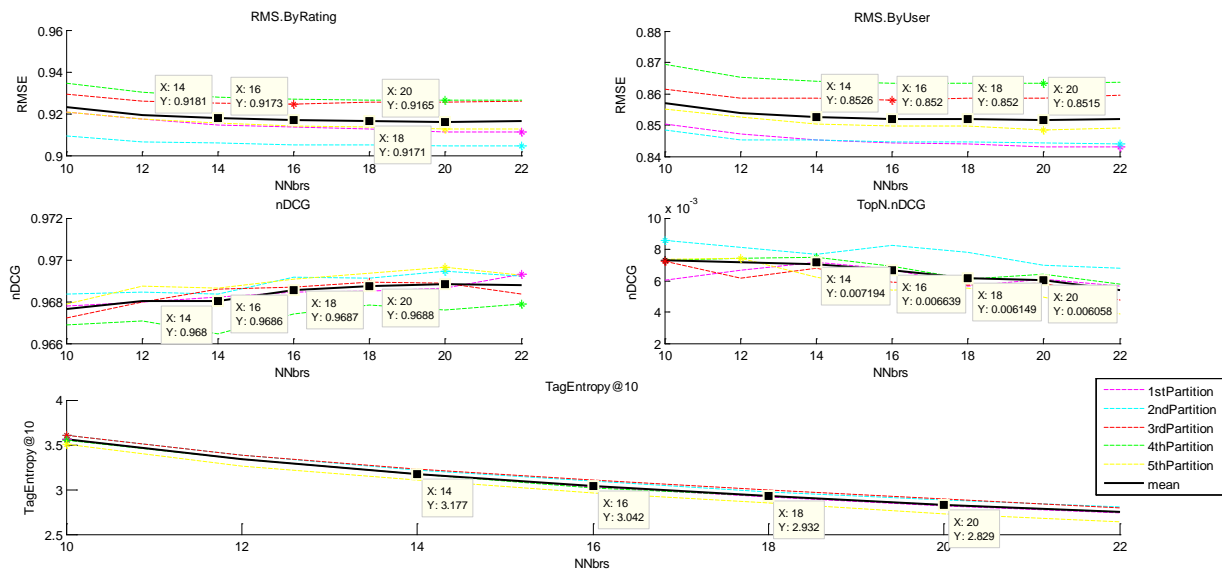 RMS.ByRating
0.96
0.94
0.92
0.9
RMSE
X: 14
Y: 0.9181
X: 16
Y: 0.9173
X: 20
Y: 0.9165
X: 18
Y: 0.9171
10 12 14 16 18 20 22
NNbrs
RMS.ByUser
0.88
0.87
0.86
0.85
0.84
RMSE
X: 14
Y: 0.8526
X: 16
Y: 0.852
X: 18
Y: 0.852
X: 20
Y: 0.8515
10 12 14 16 18 20 22
NNbrs
nDCG
0.972
0.97
0.968
0.966
nDCG
X: 14
Y: 0.968
X: 16
Y: 0.9686
X: 18
Y: 0.9687
X: 20
Y: 0.9688
10 12 14 16 18 20 22
NNbrs
TopN.nDCG
x 10-3
10
8
6
4
2
nDCG
X: 14
Y: 0.007194
X: 16
Y: 0.006639
X: 18
Y: 0.006149
X: 20
Y: 0.006058
10 12 14 16 18 20 22
NNbrs
TagEntropy@10
4
3.5
3
2.5
TagEntropy@10
X: 14
Y: 3.177
X: 16
Y: 3.042
X: 18
Y: 2.932
X: 20
Y: 2.829
10 12 14 16 18 20 22
NNbrs
1stPartition
2ndPartition
3rdPartition
4thPartition
5thPartition
mean